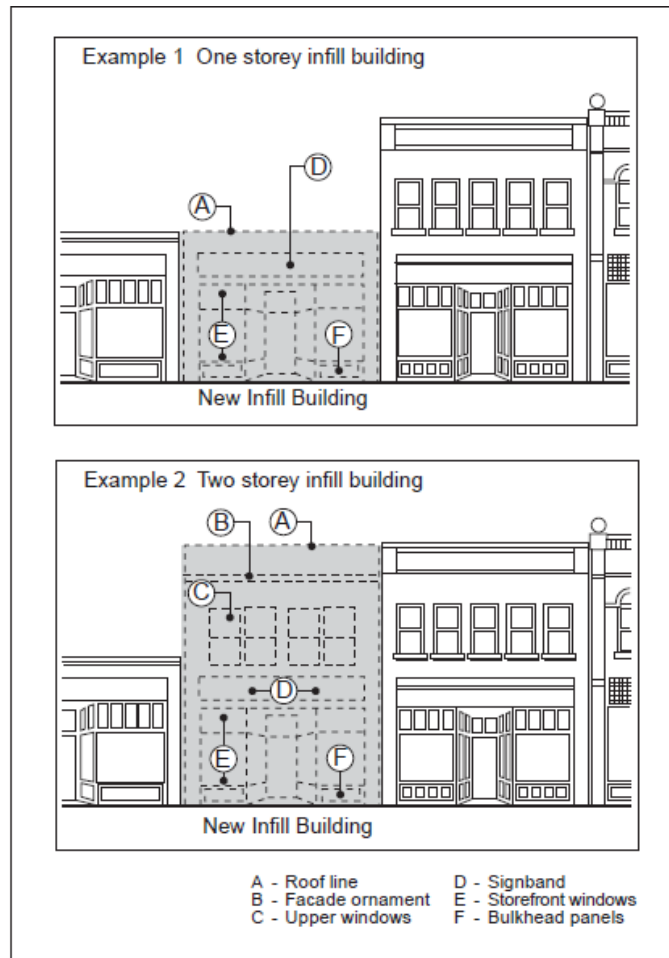 Example 1 One storey infill building
D
A
E
F
New Infill Building
Example 2 Two storey infill building
B
A
C
D
E
F
New Infill Building
A - Roof line
B - Facade ornament
C - Upper windows
D - Signband
E - Storefront windows
F - Bulkhead panels